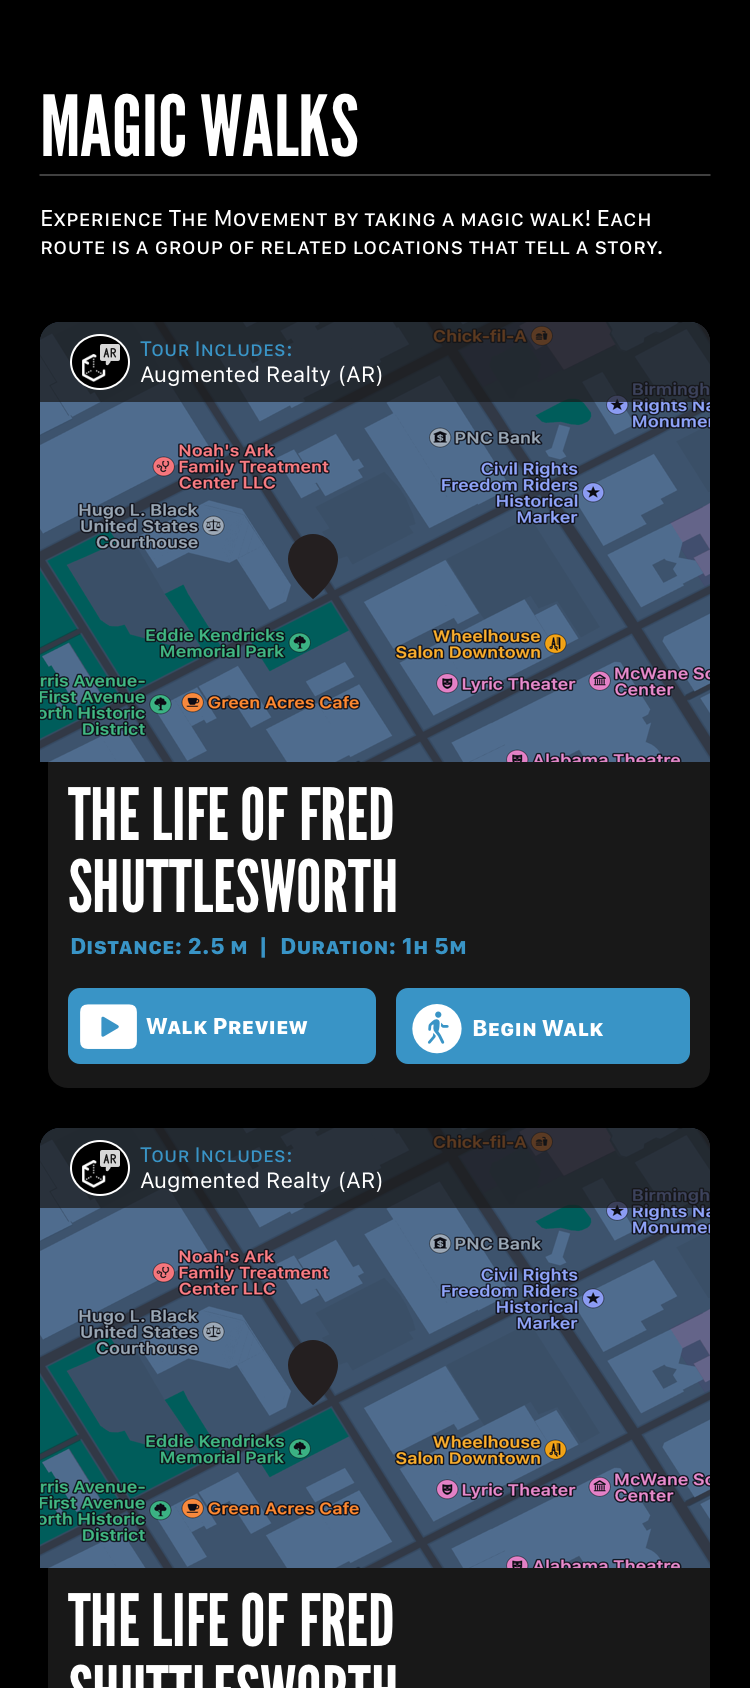 MAGIC WALKS
Experience The Movement by taking a magic walk! Each
route is a group of related locations that tell a story.
Chick-fil-A
AR
Tour Includes:
Augmented Realty (AR)
Birmingh
Rights Na
Monumer
PNC Bank
Noah's Ark
Family Treatment
Center LLC
Civil Rights
Freedom Riders
Historical
Marker
Hugo L. Black
United States
Courthouse
Eddie Kendricks
Memorial Park
Wheelhouse
Salon Downtown
rris Avenue-
First Avenue
orth Historic
District
Green Acres Cafe
Lyric Theater
McWane Sc
Center
Alabama Theatre
THE LIFE OF FRED
SHUTTLESWORTH
Distance: 2.5 m | Duration: 1h 5m
Walk Preview
Begin Walk
Chick-fil-A
AR
Tour Includes:
Augmented Realty (AR)
Birmingh
Rights Na
Monumer
PNC Bank
Noah's Ark
Family Treatment
Center LLC
Civil Rights
Freedom Riders
Historical
Marker
Hugo L. Black
United States
Courthouse
Eddie Kendricks
Memorial Park
Wheelhouse
Salon Downtown
rris Avenue-
First Avenue
orth Historic
District
Green Acres Cafe
Lyric Theater
McWane Sc
Center
Alabama Theatre
THE LIFE OF FRED
SHUTTLESWORTH